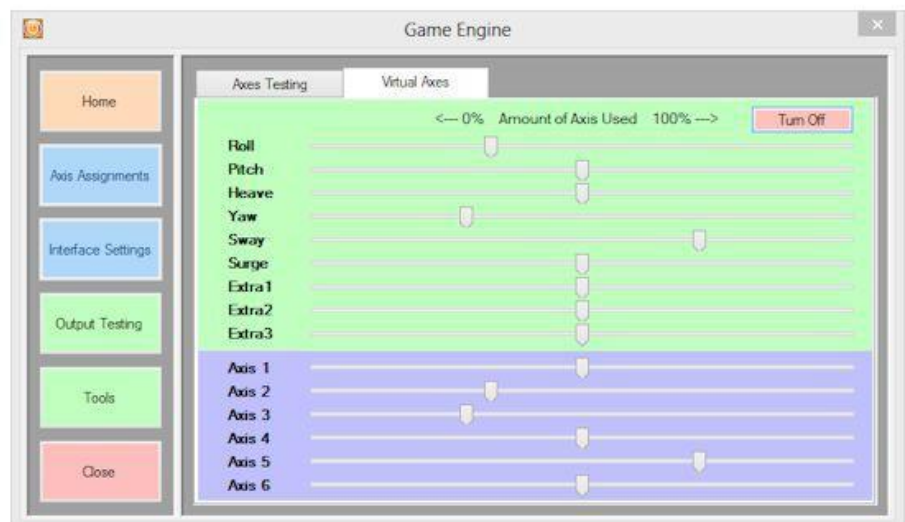 Game Engine
Home
Axis Assignments
Interface Settings
Output Testing
Tools
Close
Axes Testing
Virtual Axes
<--- 0% Amount of Axis Used 100% --->
Turn Off
Roll
Pitch
Heave
Yaw
Sway
Surge
Extra1
Extra2
Extra3
Axis 1
Axis 2
Axis 3
Axis 4
Axis 5
Axis 6